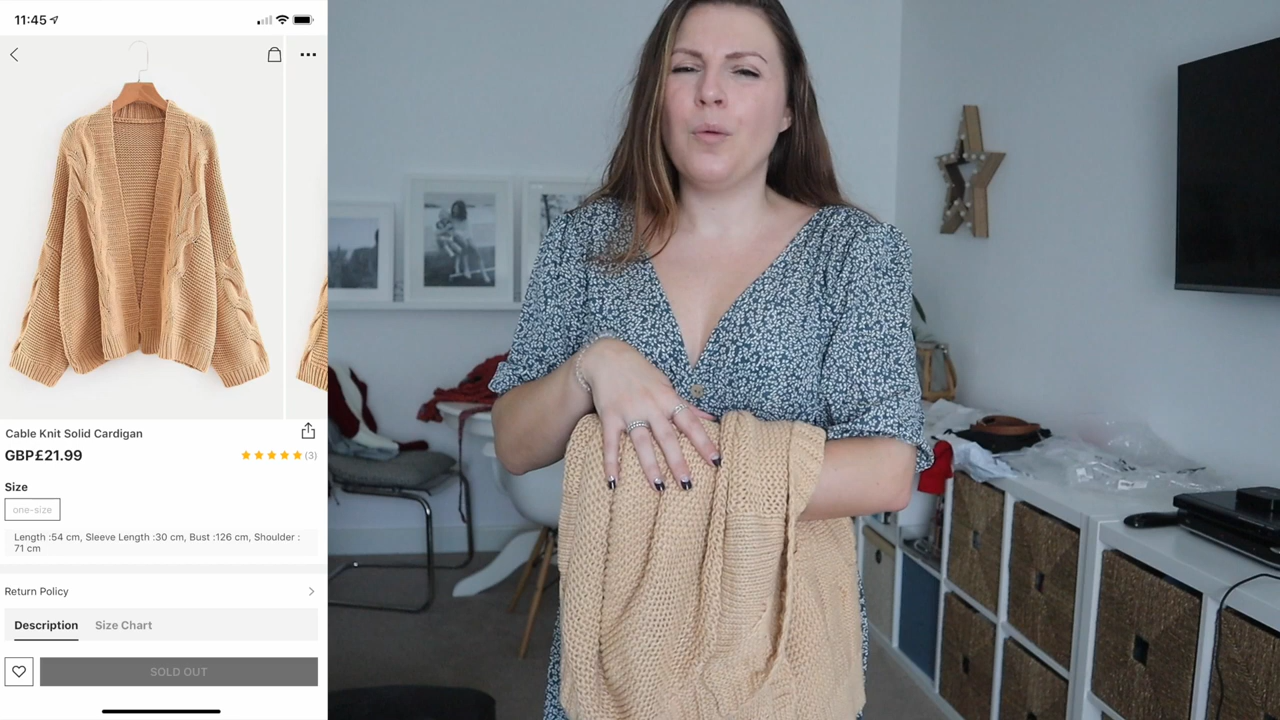 11:45
Cable Knit Solid Cardigan
GBP£21.99
(3)
Size
one-size
Length :54 cm, Sleeve Length :30 cm, Bust :126 cm, Shoulder :
71 cm
Return Policy
Description Size Chart
SOLD OUT